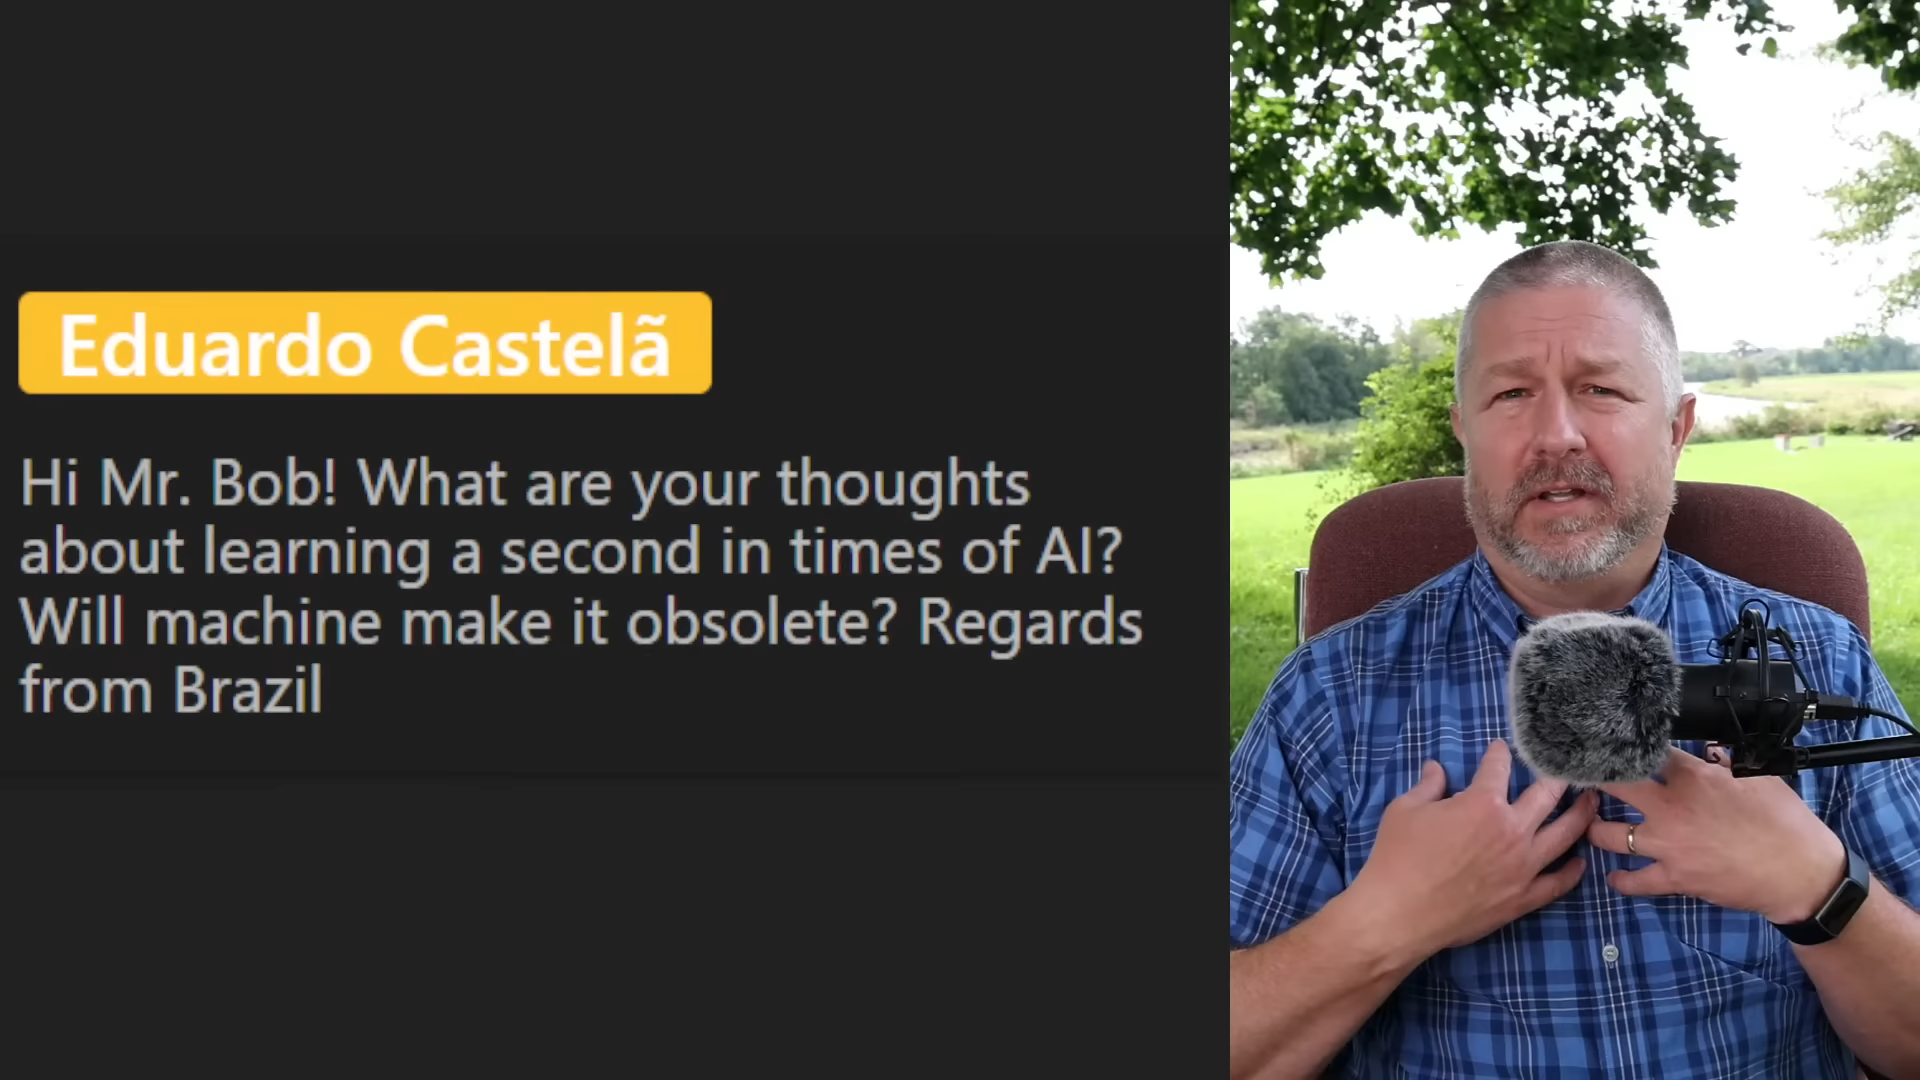 Eduardo Castelã
Hi Mr. Bob! What are your thoughts
about learning a second in times of AI?
Will machine make it obsolete? Regards
from Brazil